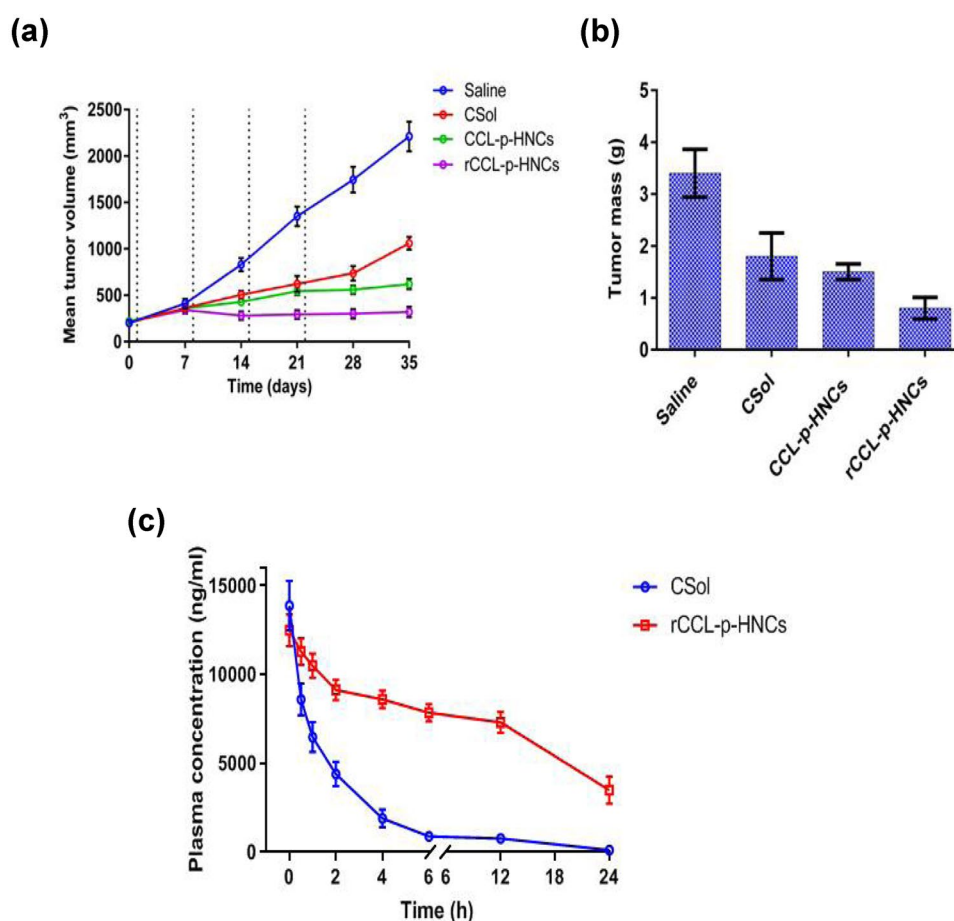 (a)
Mean tumor volume (mm³)
2500
2000
1500
1000
500
0
0 7 14 21 28 35
Time (days)
Saline
CSol
CCL-p-HNCs
rCCL-p-HNCs
(b)
Tumor mass (g)
5
4
3
2
1
0
Saline
CSol
CCL-p-HNCs
rCCL-p-HNCs
(c)
Plasma concentration (ng/ml)
15000
10000
5000
0
0 2 4 6 6 12 18 24
Time (h)
CSol
rCCL-p-HNCs